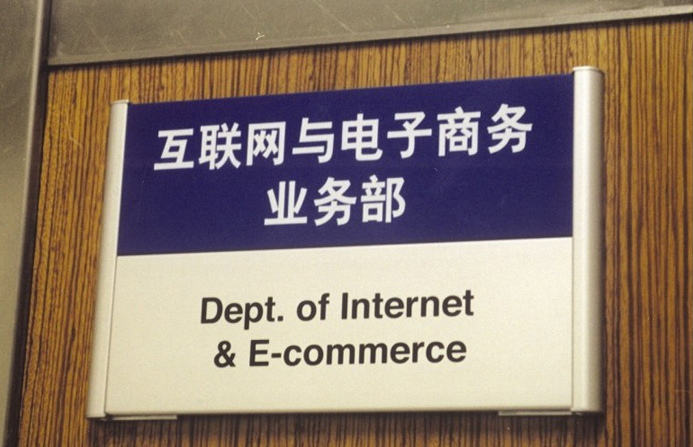 互联网与电子商务
业务部
Dept. of Internet
& E-commerce